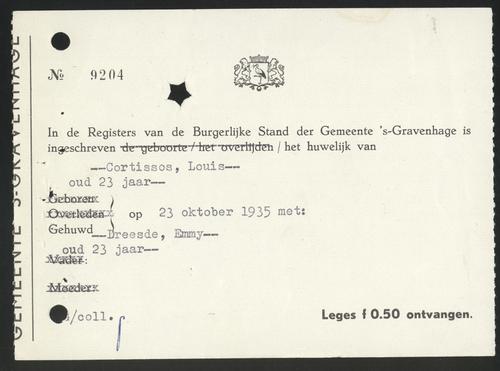 GEMEENTE 'S-GRAVENHAGE
№ 9204
In de Registers van de Burgerlijke Stand der Gemeente 's-Gravenhage is
ingeschreven de geboorte / het overlijden / het huwelijk van
--Cortissos, Louis--
oud 23 jaar--
Geboren
Overleden } op 23 oktober 1935 met:
Gehuwd
--Dreesde, Emmy--
oud 23 jaar--
Vader:
Moeder:
/coll.
Leges f 0.50 ontvangen.